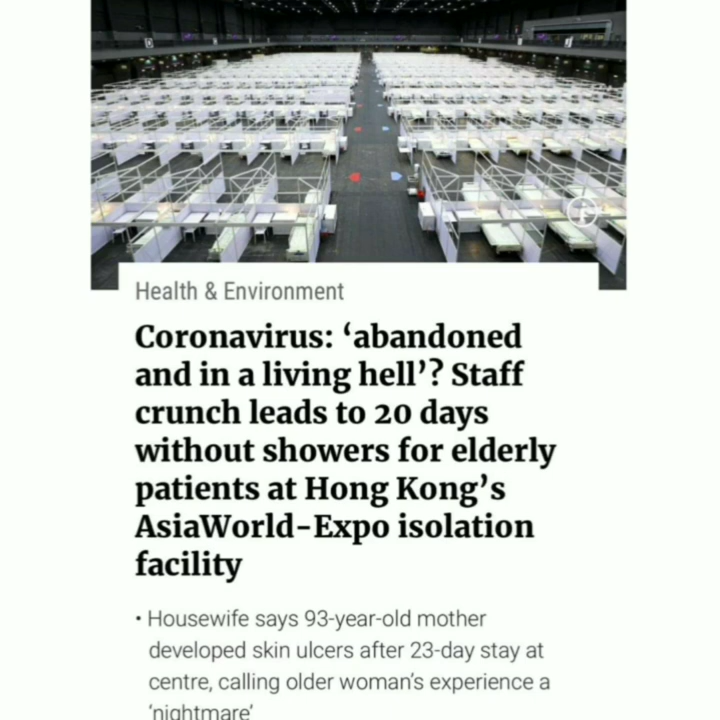 Health & Environment
Coronavirus: ‘abandoned
and in a living hell’? Staff
crunch leads to 20 days
without showers for elderly
patients at Hong Kong’s
AsiaWorld-Expo isolation
facility
• Housewife says 93-year-old mother
developed skin ulcers after 23-day stay at
centre, calling older woman’s experience a
‘nightmare’